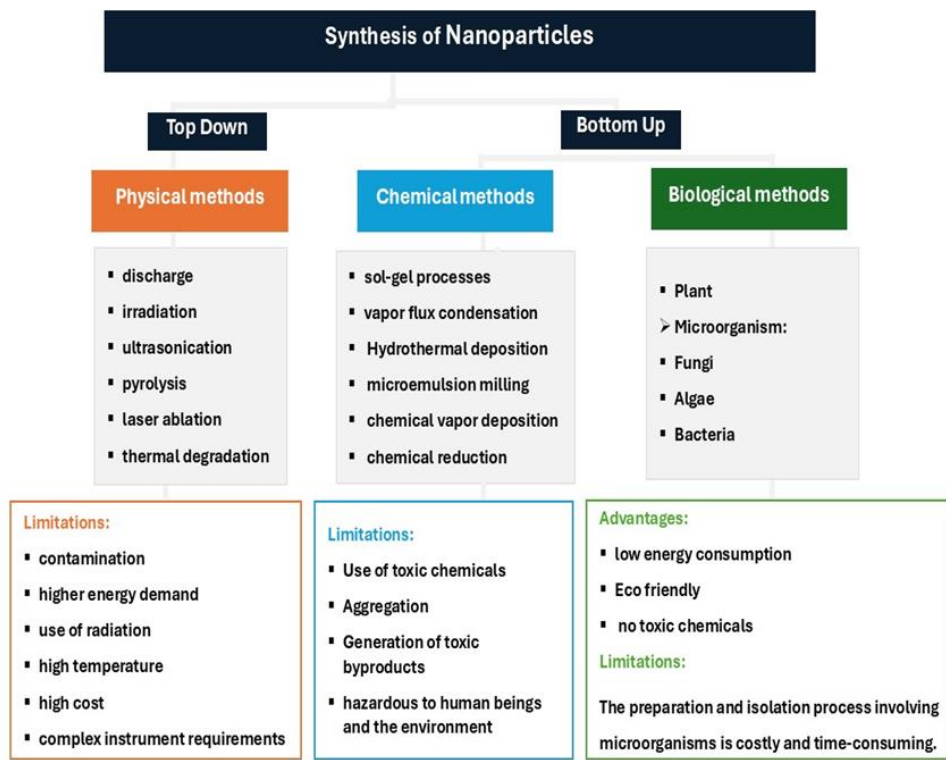 Synthesis of Nanoparticles
Top Down
Bottom Up
Physical methods
▪ discharge
▪ irradiation
▪ ultrasonication
▪ pyrolysis
▪ laser ablation
▪ thermal degradation
Limitations:
▪ contamination
▪ higher energy demand
▪ use of radiation
▪ high temperature
▪ high cost
▪ complex instrument requirements
Chemical methods
▪ sol-gel processes
▪ vapor flux condensation
▪ Hydrothermal deposition
▪ microemulsion milling
▪ chemical vapor deposition
▪ chemical reduction
Limitations:
▪ Use of toxic chemicals
▪ Aggregation
▪ Generation of toxic
byproducts
▪ hazardous to human beings
and the environment
Biological methods
▪ Plant
➢ Microorganism:
▪ Fungi
▪ Algae
▪ Bacteria
Advantages:
▪ low energy consumption
▪ Eco friendly
▪ no toxic chemicals
Limitations:
The preparation and isolation process involving
microorganisms is costly and time-consuming.